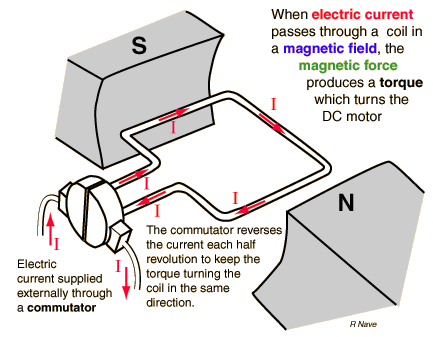 When electric current
passes through a coil in
a magnetic field, the
magnetic force
produces a torque
which turns the
DC motor
S
I
I
I
I
I
N
I
I
The commutator reverses
the current each half
revolution to keep the
torque turning the
coil in the same
direction.
Electric
current supplied
externally through
a commutator
R Nave